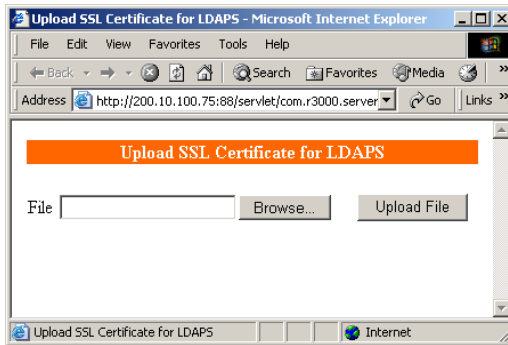 Upload SSL Certificate for LDAPS - Microsoft Internet Explorer
File Edit View Favorites Tools Help
Back Search Favorites Media »
Address http://200.10.100.75:88/servlet/com.r3000.server Go Links »
Upload SSL Certificate for LDAPS
File Browse... Upload File
Upload SSL Certificate for LDAPS Internet